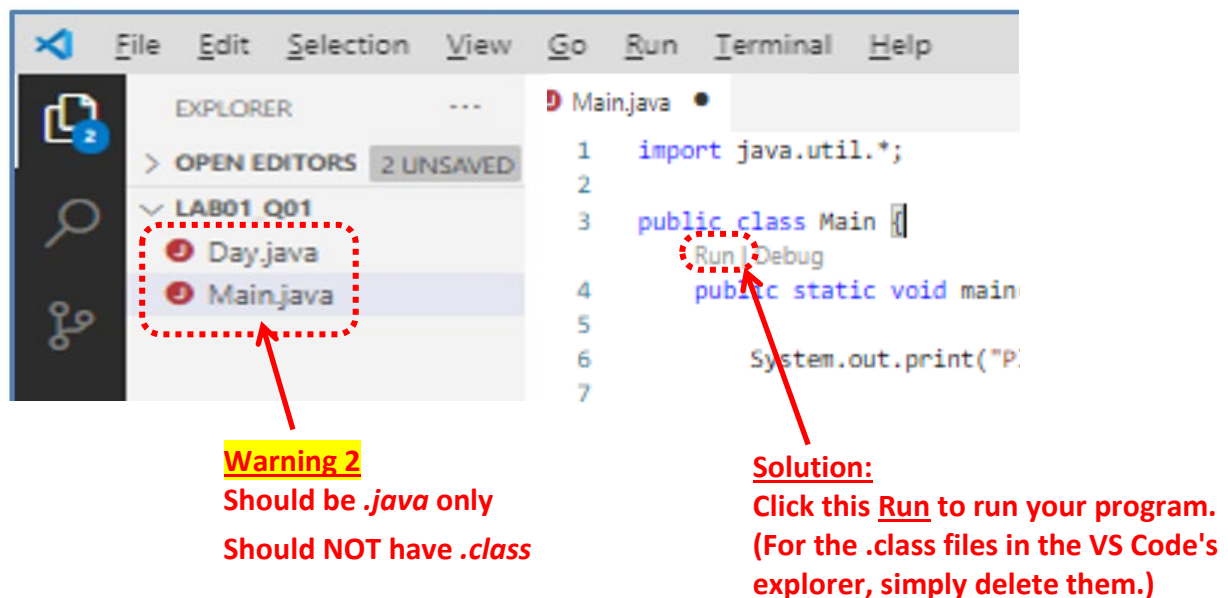 File Edit Selection View Go Run Terminal Help
EXPLORER ...
Main.java ●
2
> OPEN EDITORS 2 UNSAVED
LAB01_Q01
Day.java
Main.java
1 import java.util.*;
2
3 public class Main {
Run | Debug
4 public static void main
5
6 System.out.print("P
7
Warning 2
Should be .java only
Should NOT have .class
Solution:
Click this Run to run your program.
(For the .class files in the VS Code's
explorer, simply delete them.)